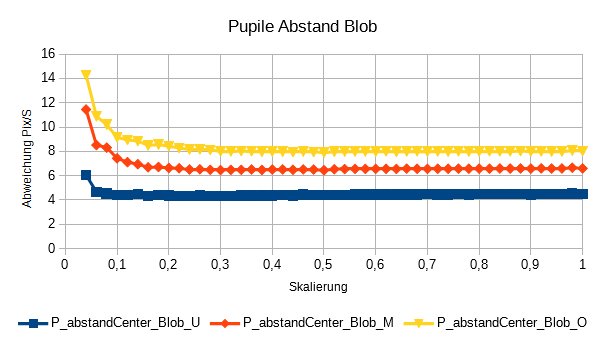 Pupile Abstand Blob
Abweichung Pix/S
16
14
12
10
8
6
4
2
0
0 0,1 0,2 0,3 0,4 0,5 0,6 0,7 0,8 0,9 1
Skalierung
P_abstandCenter_Blob_U P_abstandCenter_Blob_M P_abstandCenter_Blob_O